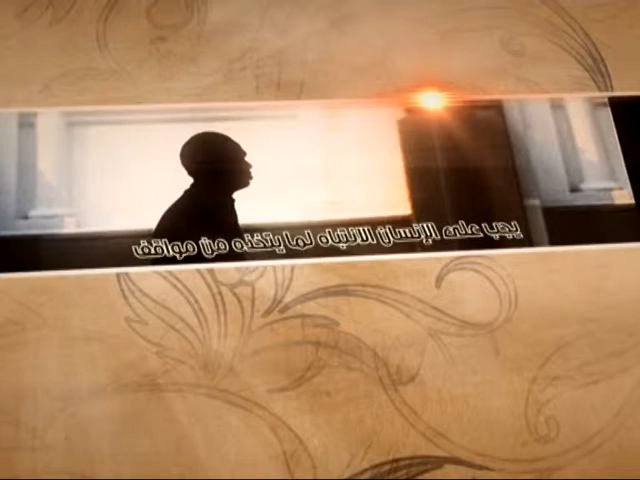 يجب على الإنسان الانتباه لما يتخذه من مواقف